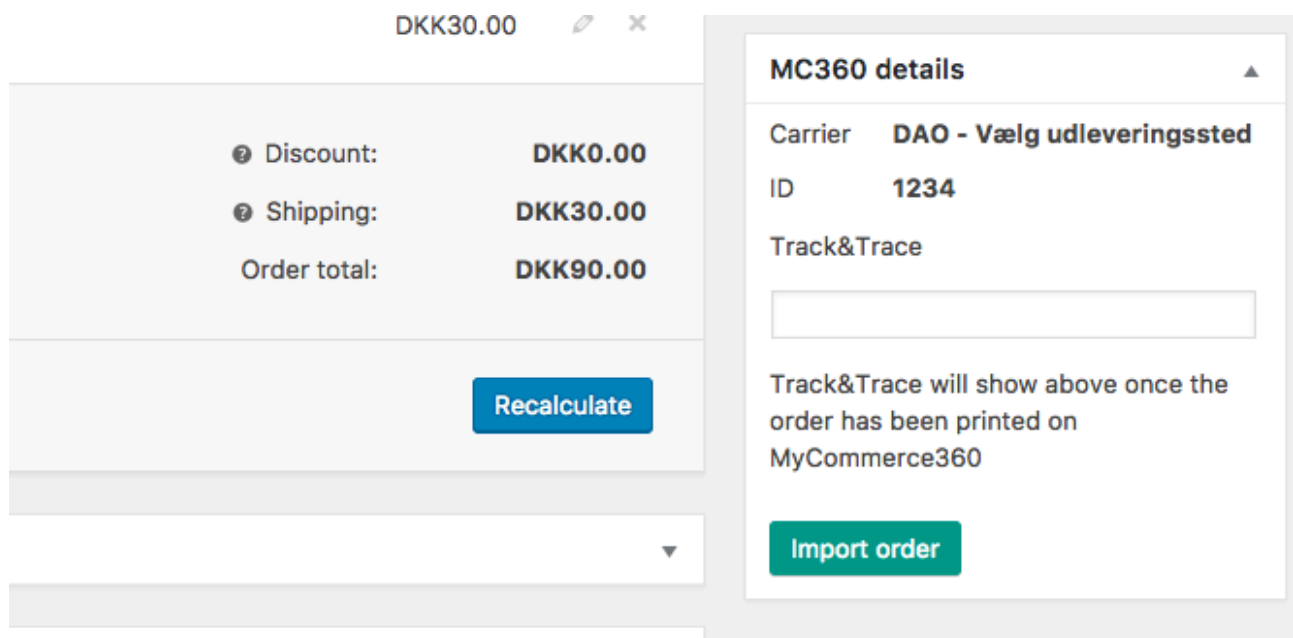 DKK30.00
Discount: DKK0.00
Shipping: DKK30.00
Order total: DKK90.00
Recalculate
MC360 details
Carrier DAO - Vælg udleveringssted
ID 1234
Track&Trace
Track&Trace will show above once the
order has been printed on
MyCommerce360
Import order